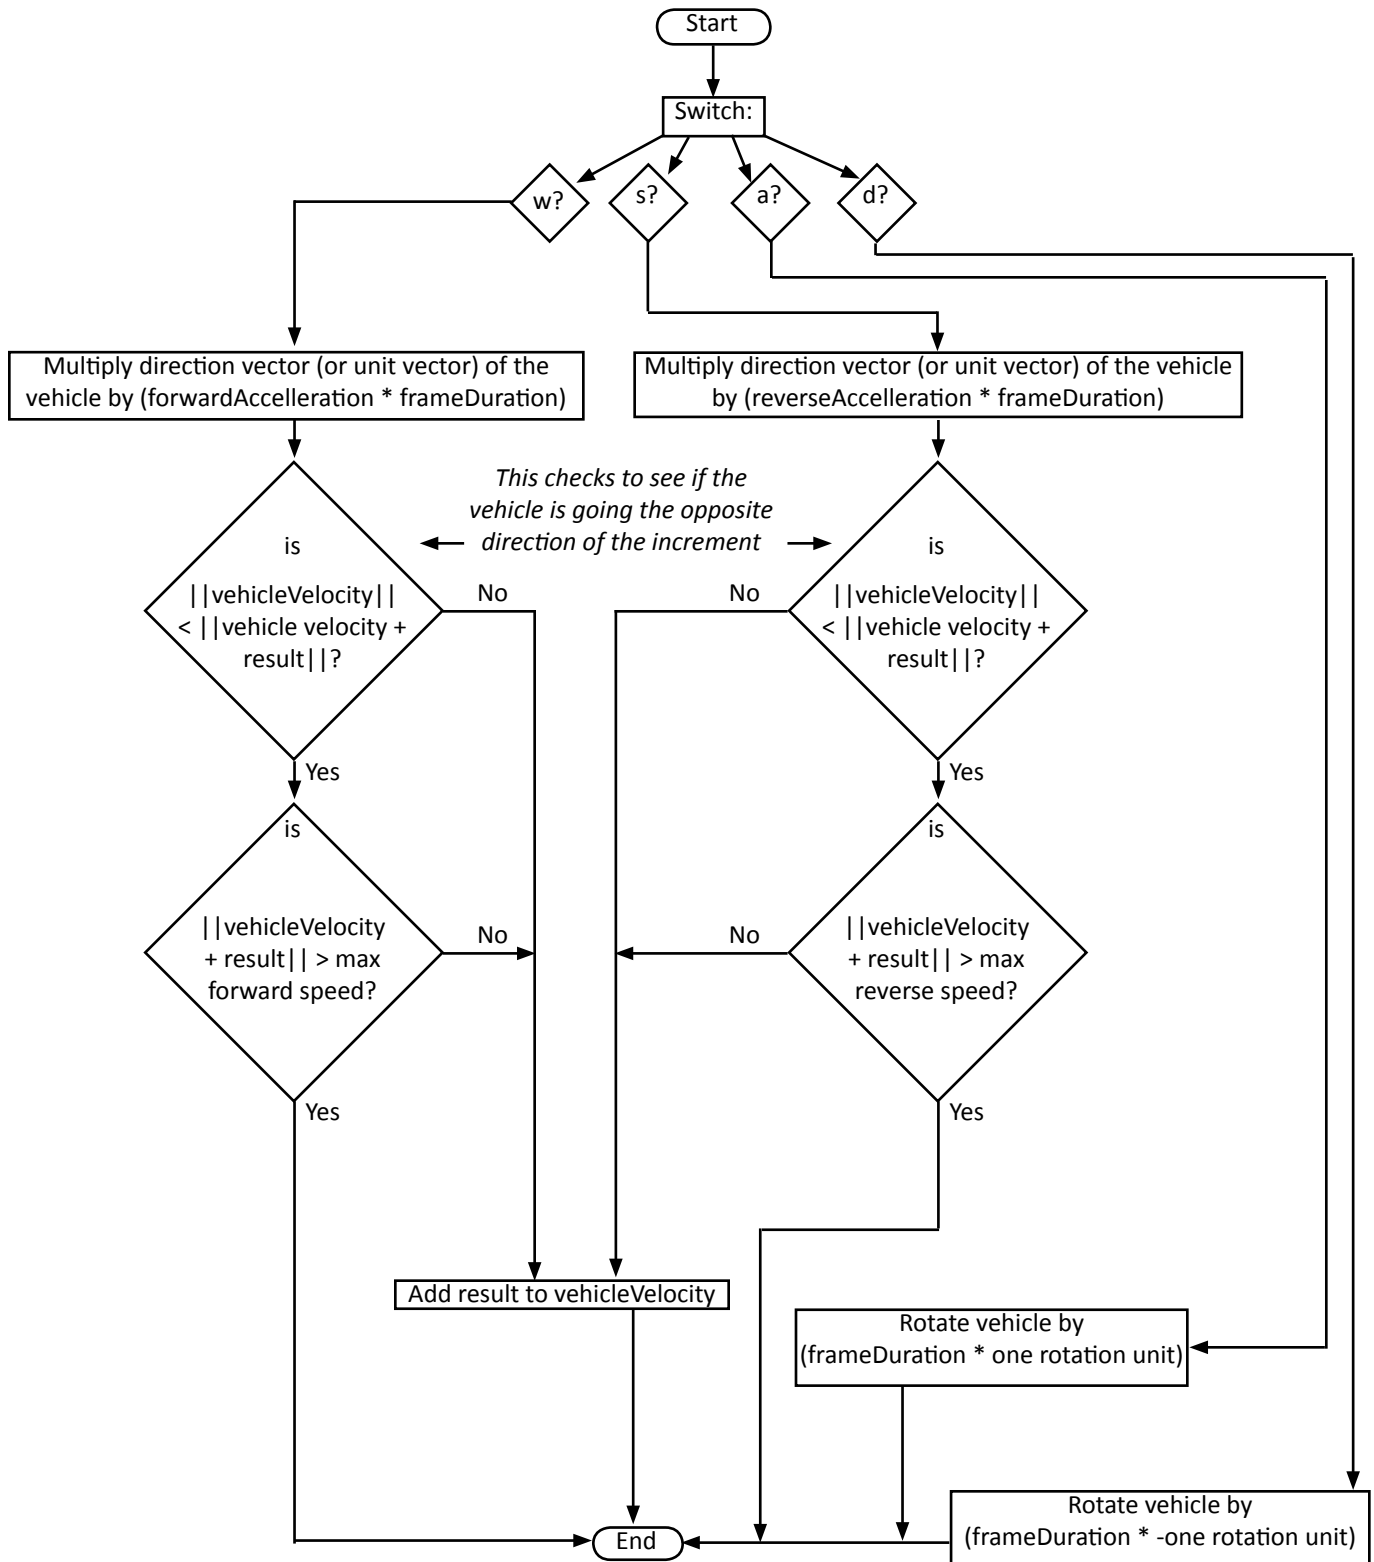 Start
Switch:
w?
s?
a?
d?
Multiply direction vector (or unit vector) of the
vehicle by (forwardAccelleration * frameDuration)
Multiply direction vector (or unit vector) of the vehicle
by (reverseAccelleration * frameDuration)
This checks to see if the
vehicle is going the opposite
direction of the increment
is
||vehicleVelocity||
< ||vehicle velocity +
result||?
No
Yes
is
||vehicleVelocity||
< ||vehicle velocity +
result||?
No
Yes
is
||vehicleVelocity
+ result|| > max
forward speed?
No
Yes
is
||vehicleVelocity
+ result|| > max
reverse speed?
No
Yes
Add result to vehicleVelocity
Rotate vehicle by
(frameDuration * one rotation unit)
Rotate vehicle by
(frameDuration * -one rotation unit)
End